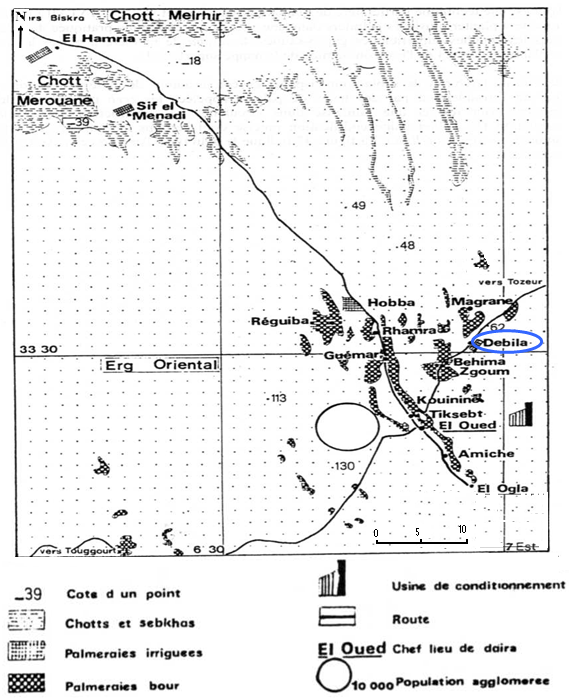 N
vers Biskra
Chott Melrhir
El Hamria
_18
Chott
Merouane
Sif el
Menadi
_39
49
.48
vers Tozeur
Hobba
Magrane
Réguiba
Rhamra
62
Debila
33 30
Guémar
Behima
Zgoum
Erg Oriental
.113
Kouinine
Tiksebt
El Oued
.130
Amiche
El Ogla
0 5 10
vers Touggourt
6° 30
7 Est
_39 Cote d un point
Chotts et sebkhas
Palmeraies irriguees
Palmeraies bour
Usine de conditionnement
Route
El Oued Chef lieu de daira
10 000 Population agglomeree